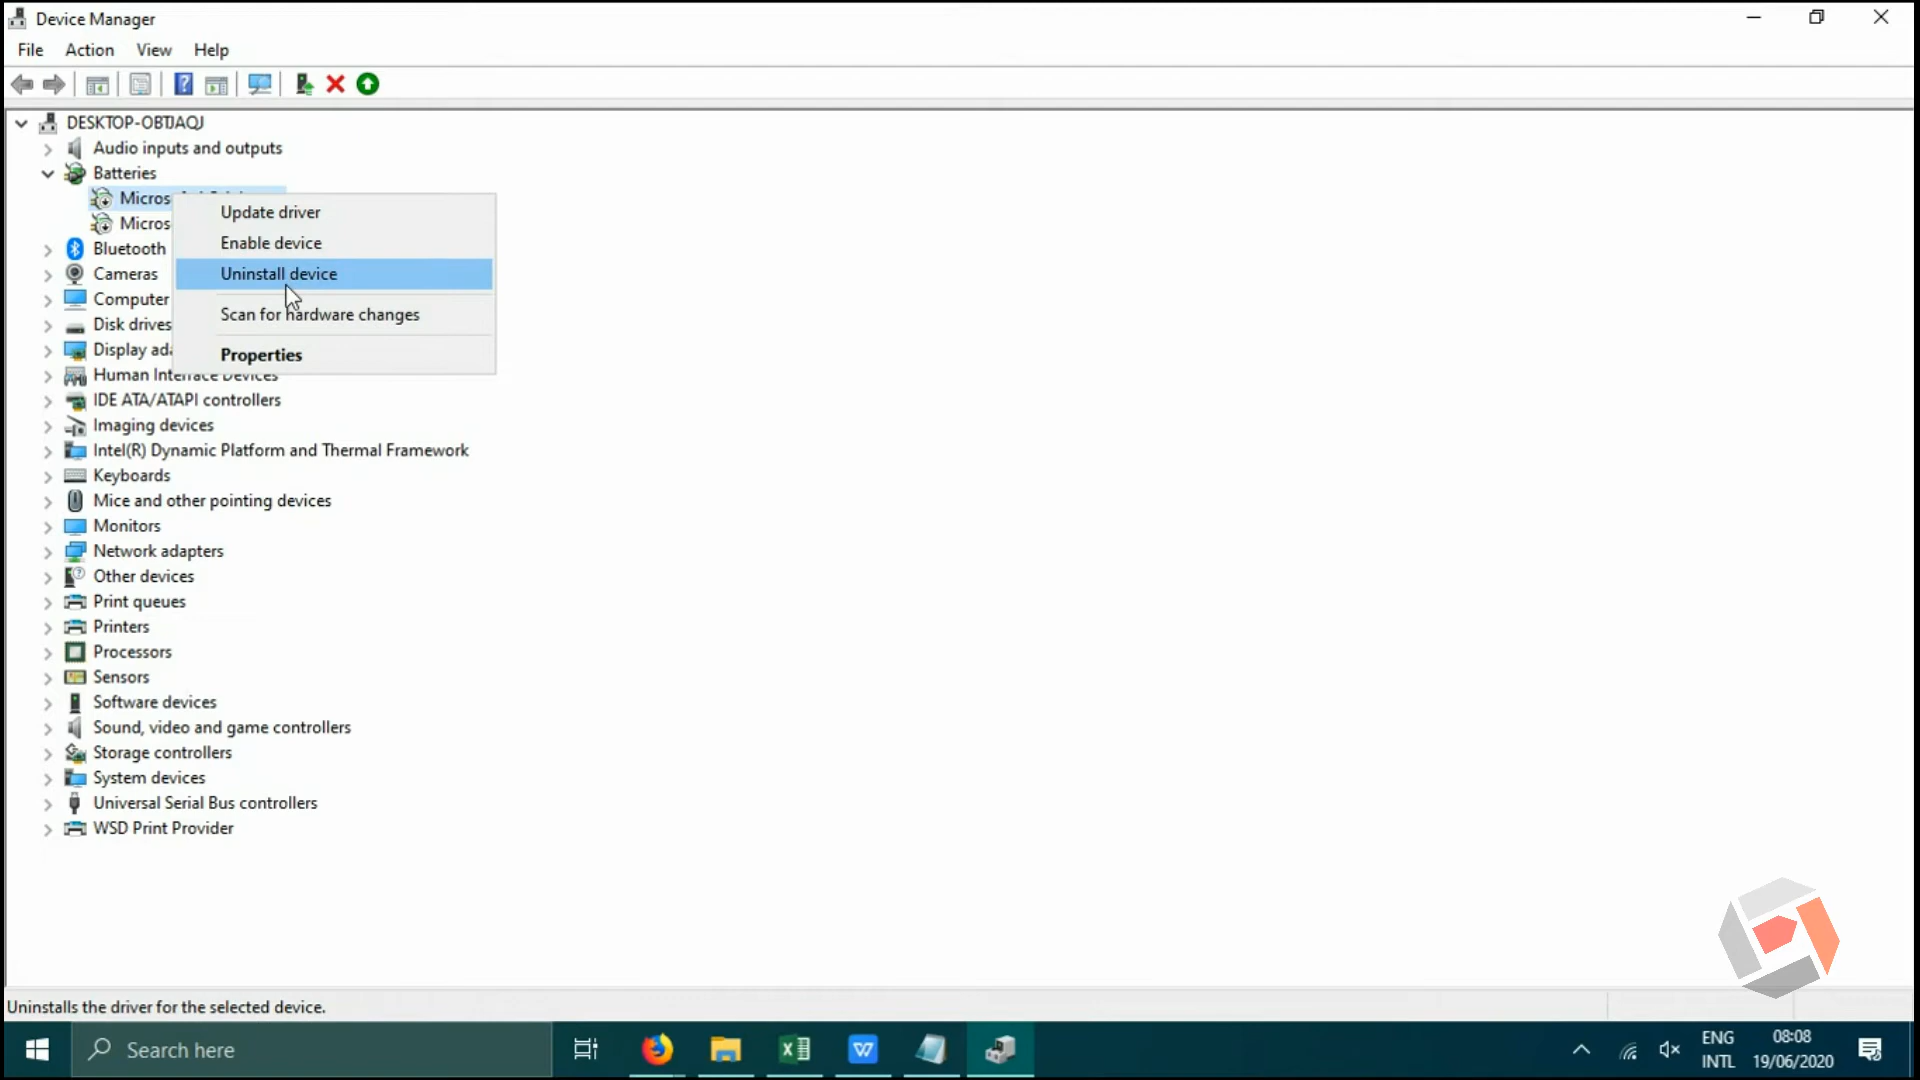 Device Manager
File Action View Help
DESKTOP-OBTJAQJ
Audio inputs and outputs
Batteries
Micros
Micros
Update driver
Enable device
Uninstall device
Scan for hardware changes
Properties
Bluetooth
Cameras
Computer
Disk drives
Display ada
Human Interface Devices
IDE ATA/ATAPI controllers
Imaging devices
Intel(R) Dynamic Platform and Thermal Framework
Keyboards
Mice and other pointing devices
Monitors
Network adapters
Other devices
Print queues
Printers
Processors
Sensors
Software devices
Sound, video and game controllers
Storage controllers
System devices
Universal Serial Bus controllers
WSD Print Provider
Uninstalls the driver for the selected device.
Search here
ENG
INTL
08:08
19/06/2020